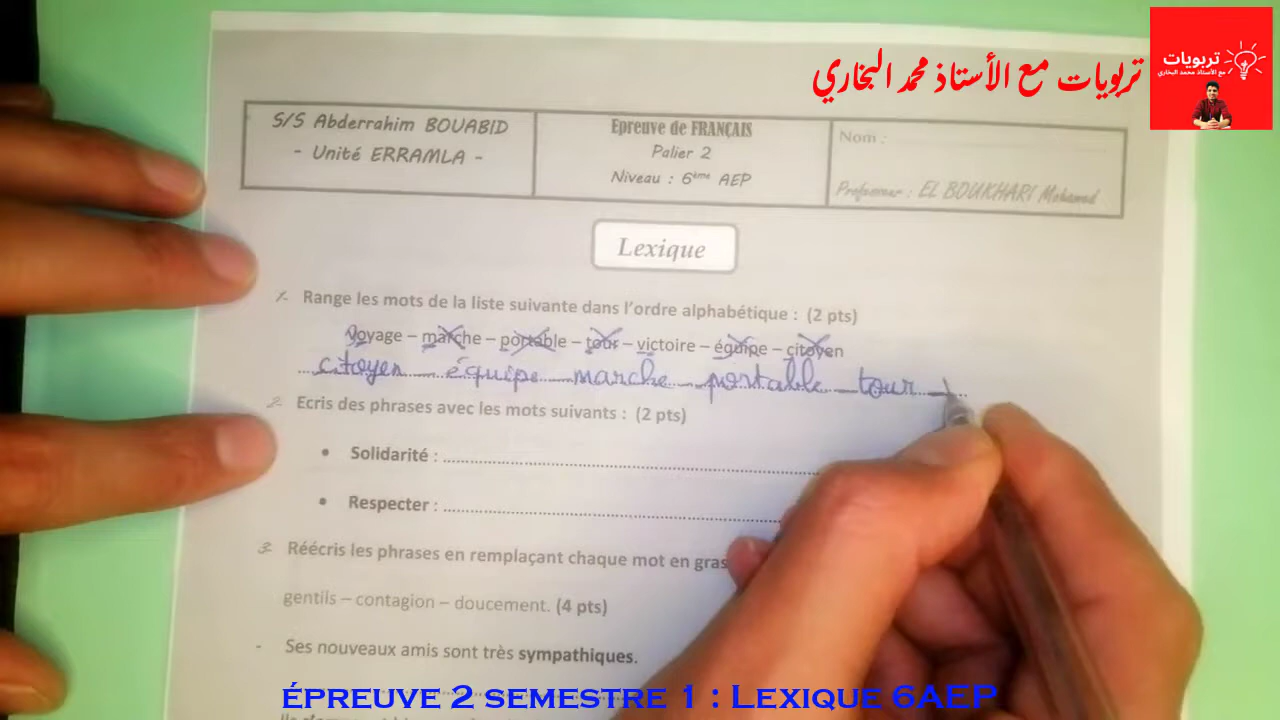 تربويات مع الأستاذ محمد البخاري
تربويات
مع الأستاذ محمد البخاري
S/S Abderrahim BOUABID
- Unité ERRAMLA -
Epreuve de FRANÇAIS
Palier 2
Niveau : 6ème AEP
Nom :
Professeur : EL BOUKHARI Mohamed
Lexique
1- Range les mots de la liste suivante dans l'ordre alphabétique : (2 pts)
Voyage – marche – portable – tour – victoire – équipe – citoyen
citoyen équipe marche portable tour
2- Ecris des phrases avec les mots suivants : (2 pts)
• Solidarité :
• Respecter :
3- Réécris les phrases en remplaçant chaque mot en gras
gentils – contagion – doucement. (4 pts)
- Ses nouveaux amis sont très sympathiques.
épreuve 2 semestre 1 : Lexique 6AEP